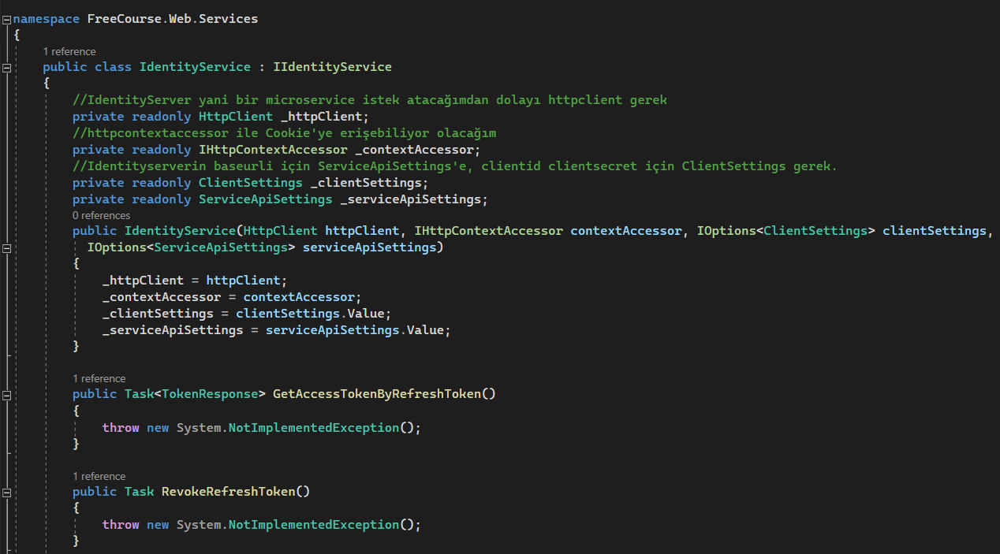 namespace FreeCourse.Web.Services
{
1 reference
public class IdentityService : IIdentityService
{
//IdentityServer yani bir microservice istek atacağımdan dolayı httpclient gerek
private readonly HttpClient _httpClient;
//httpcontextaccessor ile Cookie'ye erişebiliyor olacağım
private readonly IHttpContextAccessor _contextAccessor;
//Identityserverin baseurli için ServiceApiSettings'e, clientid clientsecret için ClientSettings gerek.
private readonly ClientSettings _clientSettings;
private readonly ServiceApiSettings _serviceApiSettings;
0 references
public IdentityService(HttpClient httpClient, IHttpContextAccessor contextAccessor, IOptions<ClientSettings> clientSettings,
IOptions<ServiceApiSettings> serviceApiSettings)
{
_httpClient = httpClient;
_contextAccessor = contextAccessor;
_clientSettings = clientSettings.Value;
_serviceApiSettings = serviceApiSettings.Value;
}
1 reference
public Task<TokenResponse> GetAccessTokenByRefreshToken()
{
throw new System.NotImplementedException();
}
1 reference
public Task RevokeRefreshToken()
{
throw new System.NotImplementedException();
}